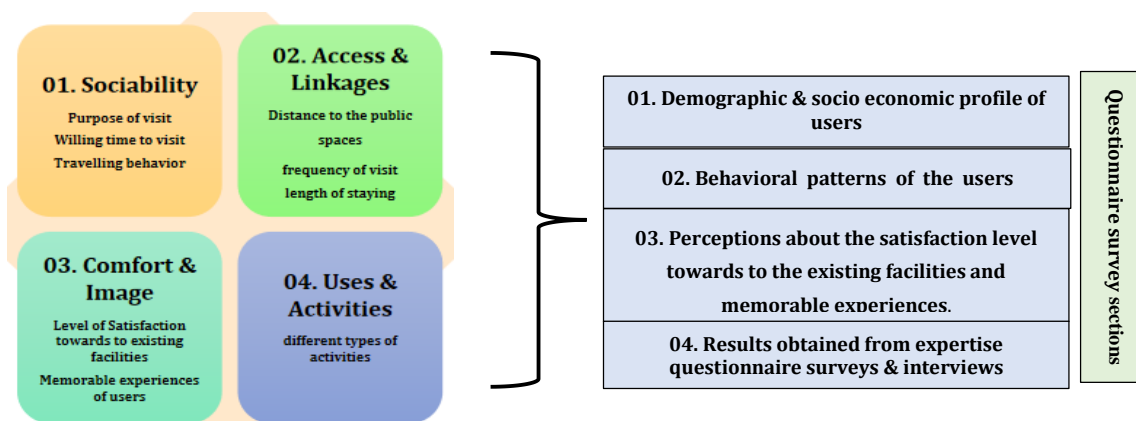 01. Sociability
Purpose of visit
Willing time to visit
Travelling behavior
02. Access &
Linkages
Distance to the public
spaces
frequency of visit
length of staying
03. Comfort &
Image
Level of Satisfaction
towards to existing
facilities
Memorable experiences
of users
04. Uses &
Activities
different types of
activities
01. Demographic & socio economic profile of
users
02. Behavioral patterns of the users
03. Perceptions about the satisfaction level
towards to the existing facilities and
memorable experiences.
04. Results obtained from expertise
questionnaire surveys & interviews
Questionnaire survey sections